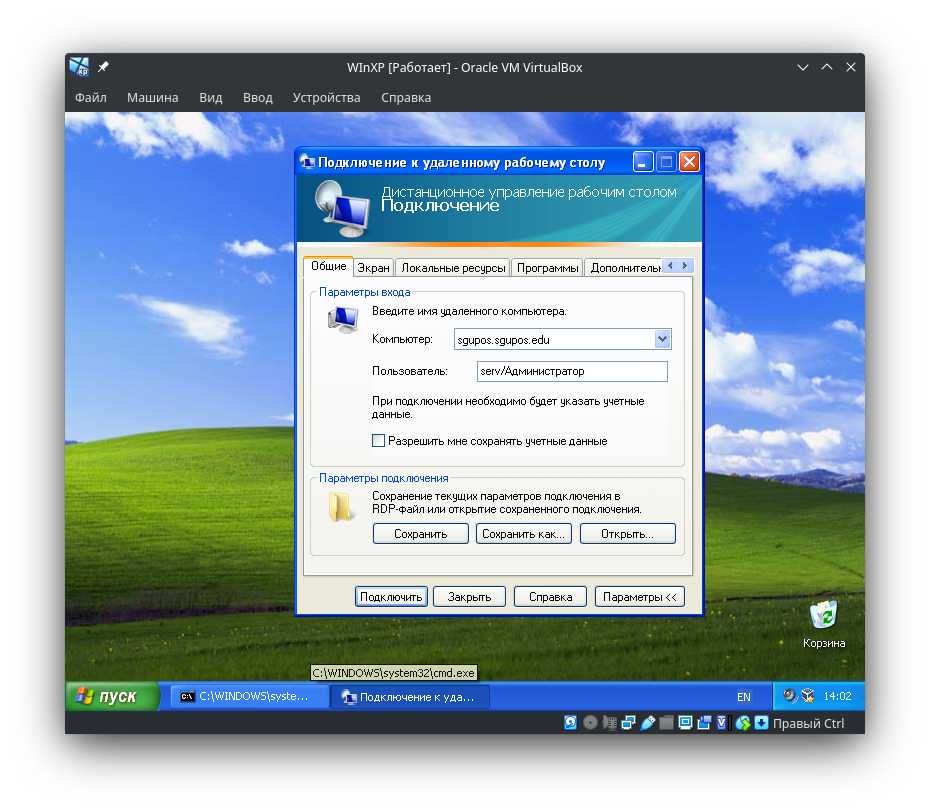 WInXP [Работает] - Oracle VM VirtualBox
Файл Машина Вид Ввод Устройства Справка
Подключение к удаленному рабочему столу
Дистанционное управление рабочим столом
Подключение
Общие Экран Локальные ресурсы Программы Дополнительн
Параметры входа
Введите имя удаленного компьютера.
Компьютер: sgupos.sgupos.edu
Пользователь: serv/Администратор
При подключении необходимо будет указать учетные
данные.
Разрешить мне сохранять учетные данные
Параметры подключения
Сохранение текущих параметров подключения в
RDP-файл или открытие сохраненного подключения.
Сохранить Сохранить как... Открыть...
Подключить Закрыть Справка Параметры <<
Корзина
C:\WINDOWS\system32\cmd.exe
пуск C:\WINDOWS\syste... Подключение к уда... EN 14:02
Правый Ctrl